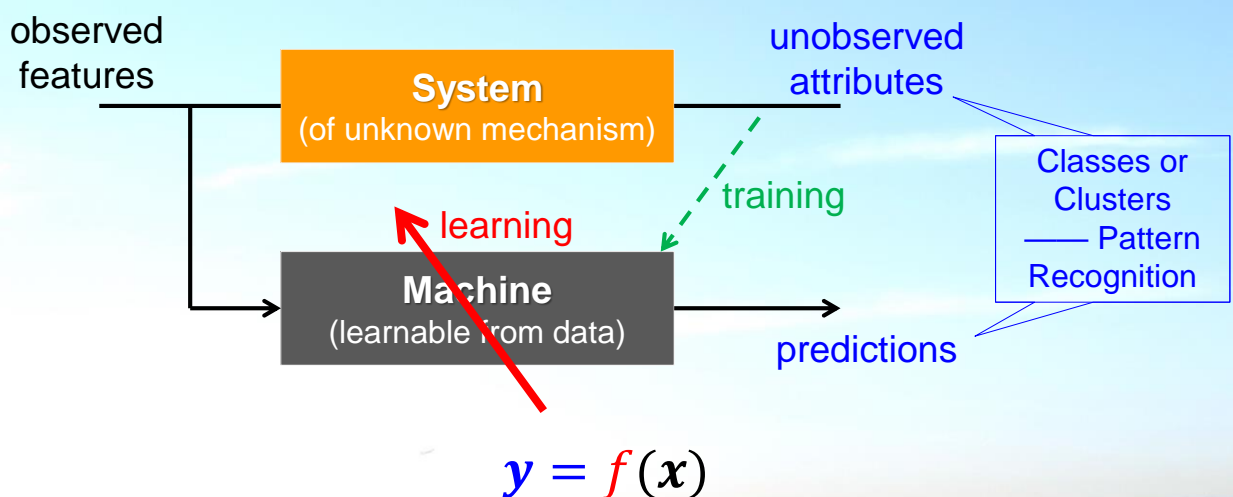 observed
features
System
(of unknown mechanism)
unobserved
attributes
Classes or
Clusters
—— Pattern
Recognition
training
learning
Machine
(learnable from data)
predictions
y = f(x)